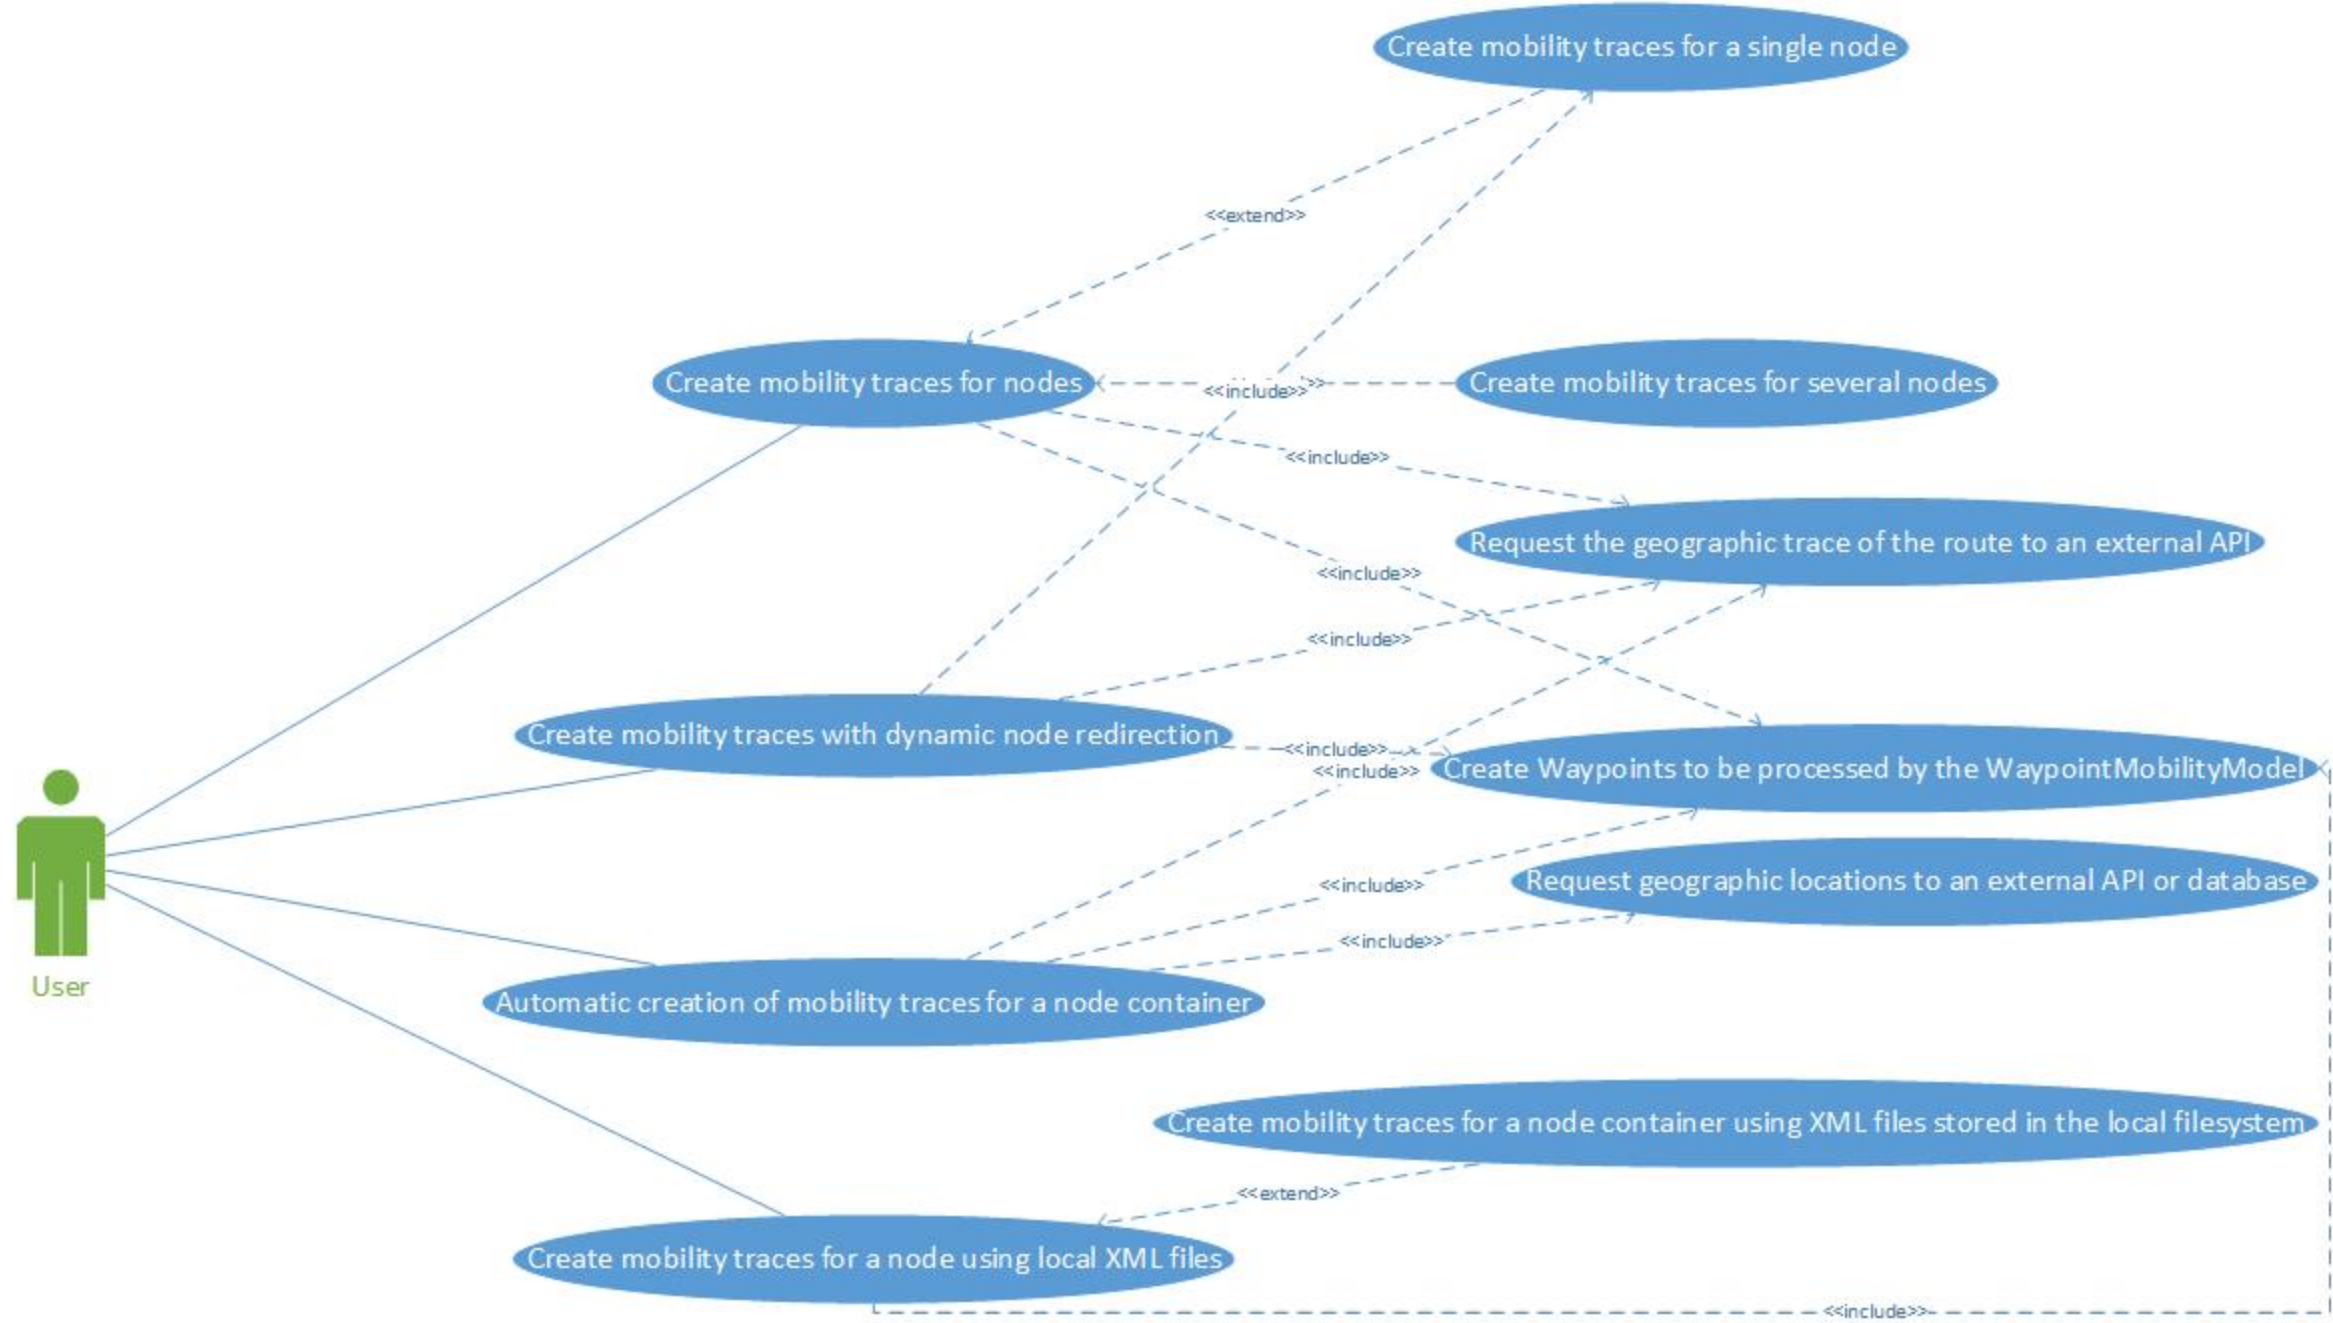 Create mobility traces for a single node
<<extend>>
Create mobility traces for nodes
<<include>>
Create mobility traces for several nodes
<<include>>
Request the geographic trace of the route to an external API
<<include>>
<<include>>
Create mobility traces with dynamic node redirection
<<include>>
<<include>>
Create Waypoints to be processed by the WaypointMobilityModel
<<include>>
Request geographic locations to an external API or database
<<include>>
User
Automatic creation of mobility traces for a node container
Create mobility traces for a node container using XML files stored in the local filesystem
<<extend>>
Create mobility traces for a node using local XML files
<<include>>